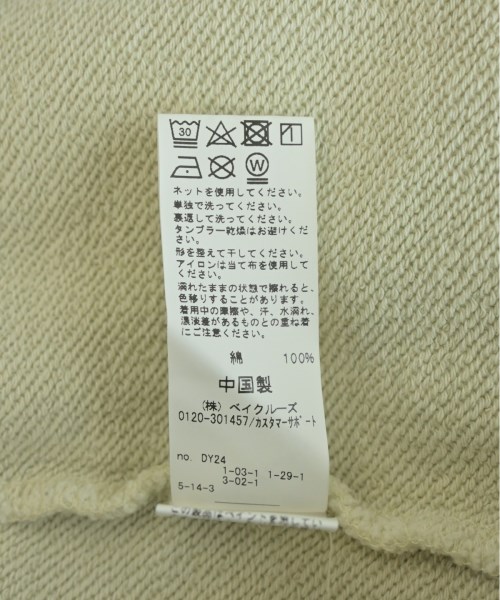 30
W
ネットを使用してください。
単独で洗ってください。
裏返して洗ってください。
タンブラー乾燥はお避けくだ
さい。
形を整えて干してください。
アイロンは当て布を使用して
ください。
濡れたままの状態で擦れると、
色移りすることがあります。
着用中の摩擦や、汗、水濡れ、
濃淡差があるものとの重ね着
にご注意ください。
綿 100%
中国製
(株) ベイクルーズ
0120-301457/カスタマーサポート
no. DY24
1-03-1 1-29-1
3-02-1
5-14-3